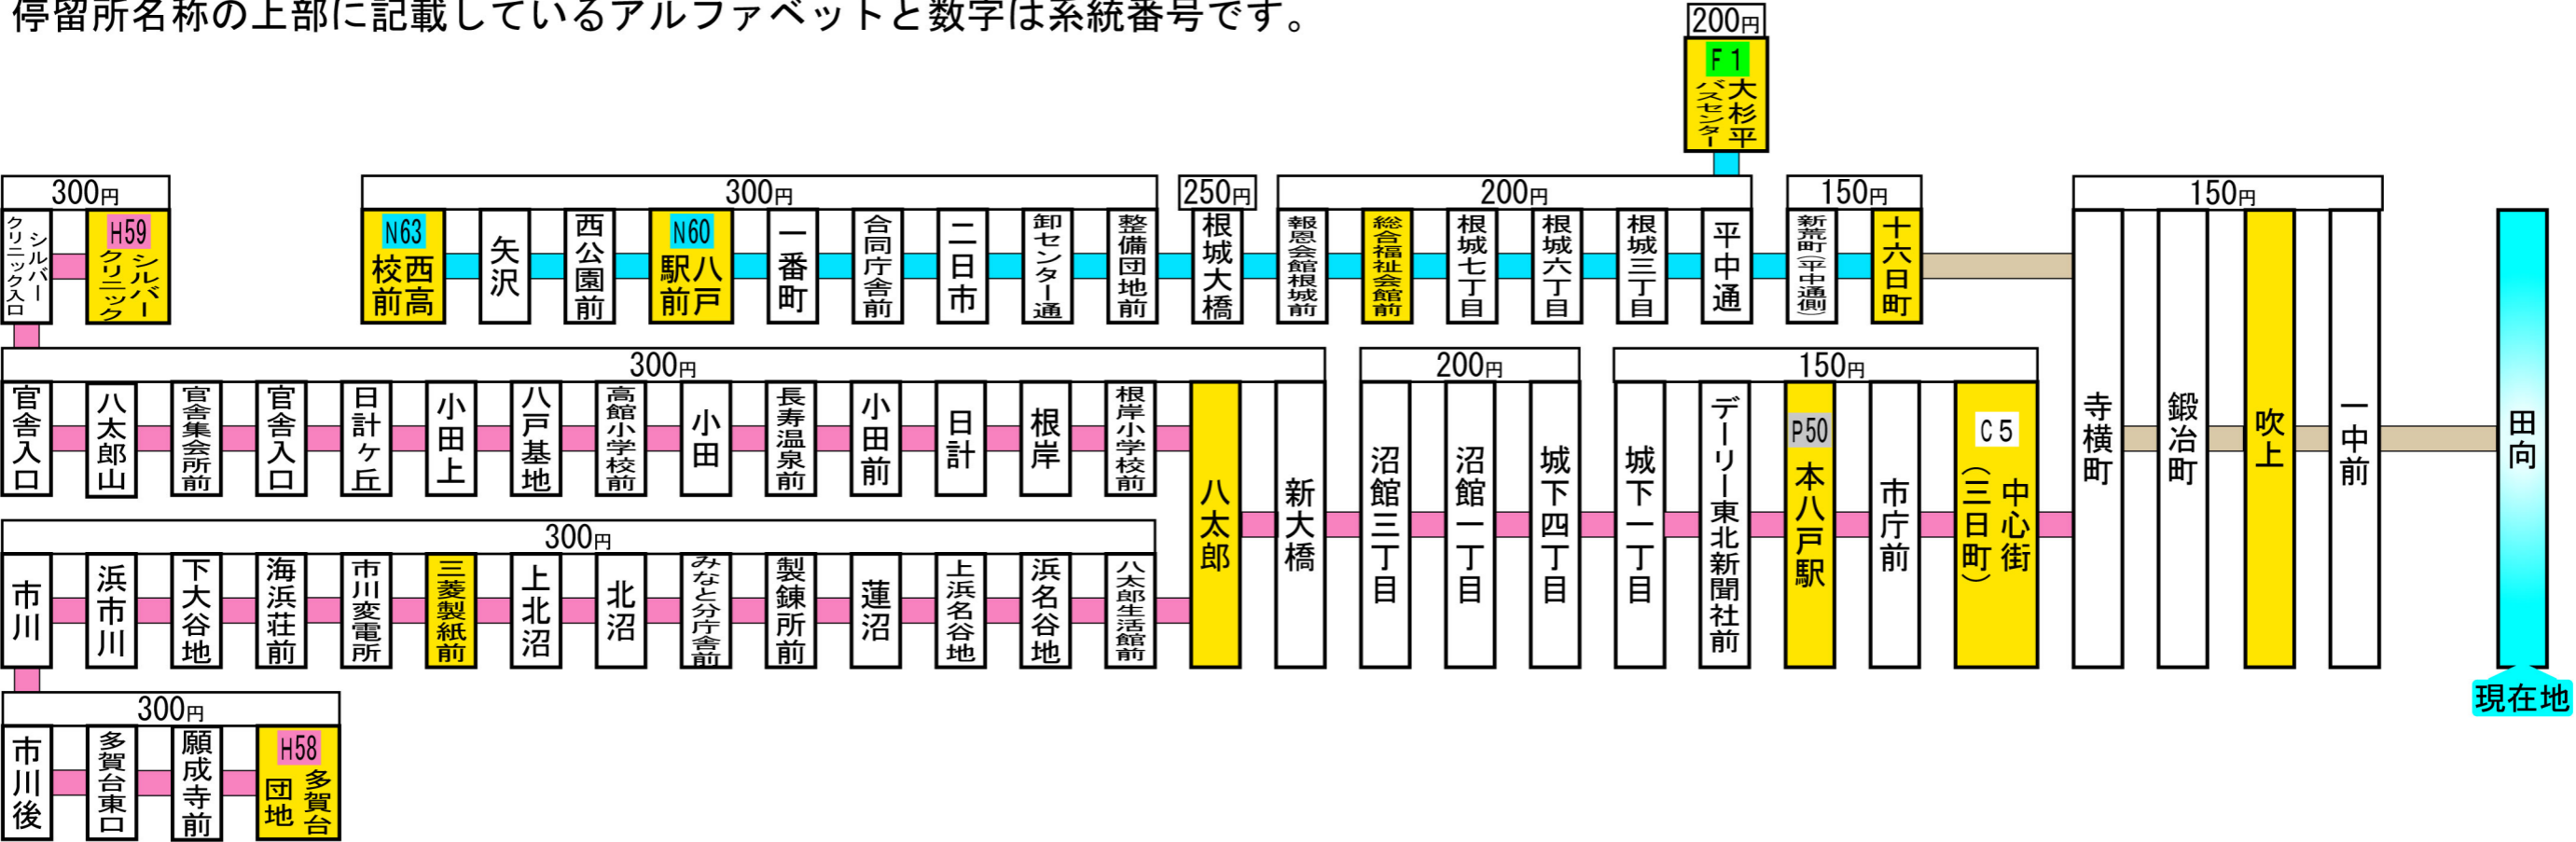 停留所名称の上部に記載しているアルファベットと数字は系統番号です。
200円
F1
大杉平
バスセンター
300円
シルバー
クリニック入口
H59
シルバー
クリニック
300円
N63
西高
校前
矢沢
西公園前
N60
八戸
駅前
一番町
合同庁舎前
二日市
卸センター通
整備団地前
250円
根城大橋
200円
報恩会館根城前
総合福祉会館前
根城七丁目
根城六丁目
根城三丁目
平中通
150円
新荒町(平中通側)
十六日町
150円
寺横町
鍛冶町
吹上
一中前
田向
現在地
300円
官舎入口
八太郎山
官舎集会所前
官舎入口
日計ヶ丘
小田上
八戸基地
高館小学校前
小田
長寿温泉前
小田前
日計
根岸
根岸小学校前
八太郎
新大橋
200円
沼館三丁目
沼館一丁目
城下四丁目
150円
城下一丁目
デーリー東北新聞社前
P50
本八戸駅
市庁前
C5
中心街
(三日町)
300円
市川
浜市川
下大谷地
海浜荘前
市川変電所
三菱製紙前
上北沼
北沼
みなと分庁舎前
製錬所前
蓮沼
上浜名谷地
浜名谷地
八太郎生活館前
300円
市川後
多賀台東口
願成寺前
H58
多賀台
団地